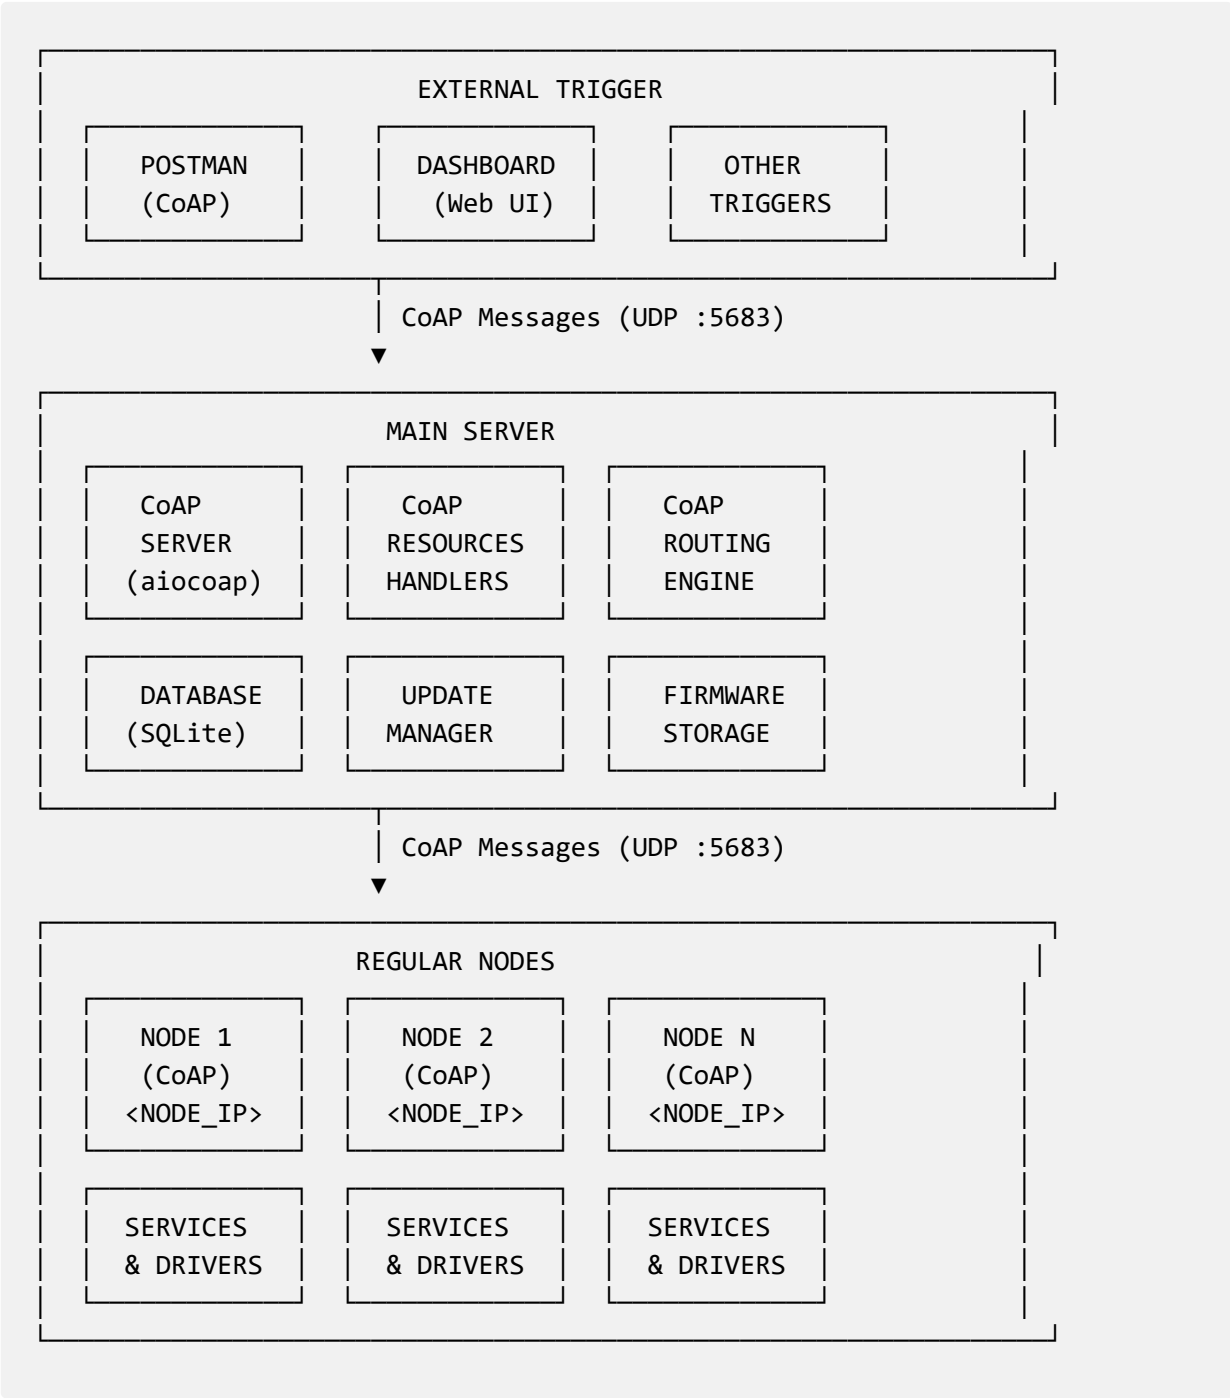 EXTERNAL TRIGGER
POSTMAN DASHBOARD OTHER
(CoAP) (Web UI) TRIGGERS
CoAP Messages (UDP :5683)
MAIN SERVER
CoAP CoAP CoAP
SERVER RESOURCES ROUTING
(aiocoap) HANDLERS ENGINE
DATABASE UPDATE FIRMWARE
(SQLite) MANAGER STORAGE
CoAP Messages (UDP :5683)
REGULAR NODES
NODE 1 NODE 2 NODE N
(CoAP) (CoAP) (CoAP)
<NODE_IP> <NODE_IP> <NODE_IP>
SERVICES SERVICES SERVICES
& DRIVERS & DRIVERS & DRIVERS